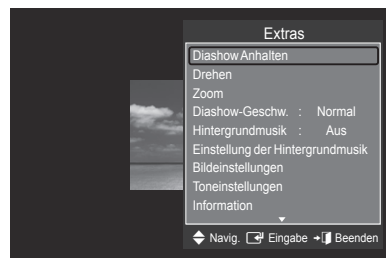 Extras
Diashow Anhalten
Drehen
Zoom
Diashow-Geschw. : Normal
Hintergrundmusik : Aus
Einstellung der Hintergrundmusik
Bildeinstellungen
Toneinstellungen
Information
Navig. Eingabe Beenden